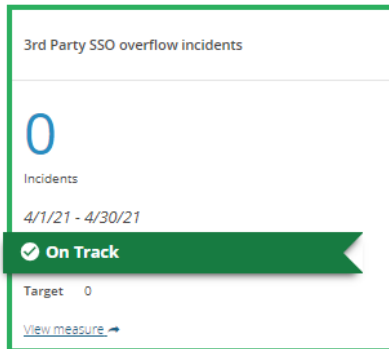 3rd Party SSO overflow incidents
0
Incidents
4/1/21 - 4/30/21
On Track
Target 0
View measure